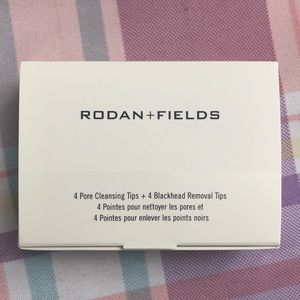 RODAN+FIELDS
4 Pore Cleansing Tips + 4 Blackhead Removal Tips
4 Pointes pour nettoyer les pores et
4 Pointes pour enlever les points noirs